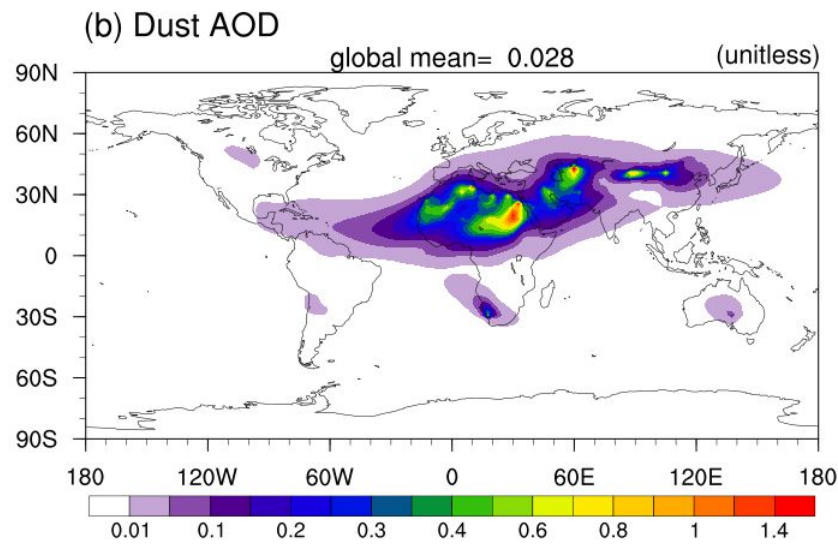 (b) Dust AOD
global mean= 0.028 (unitless)
90N
60N
30N
0
30S
60S
90S
180 120W 60W 0 60E 120E 180
0.01 0.1 0.2 0.3 0.4 0.6 0.8 1 1.4